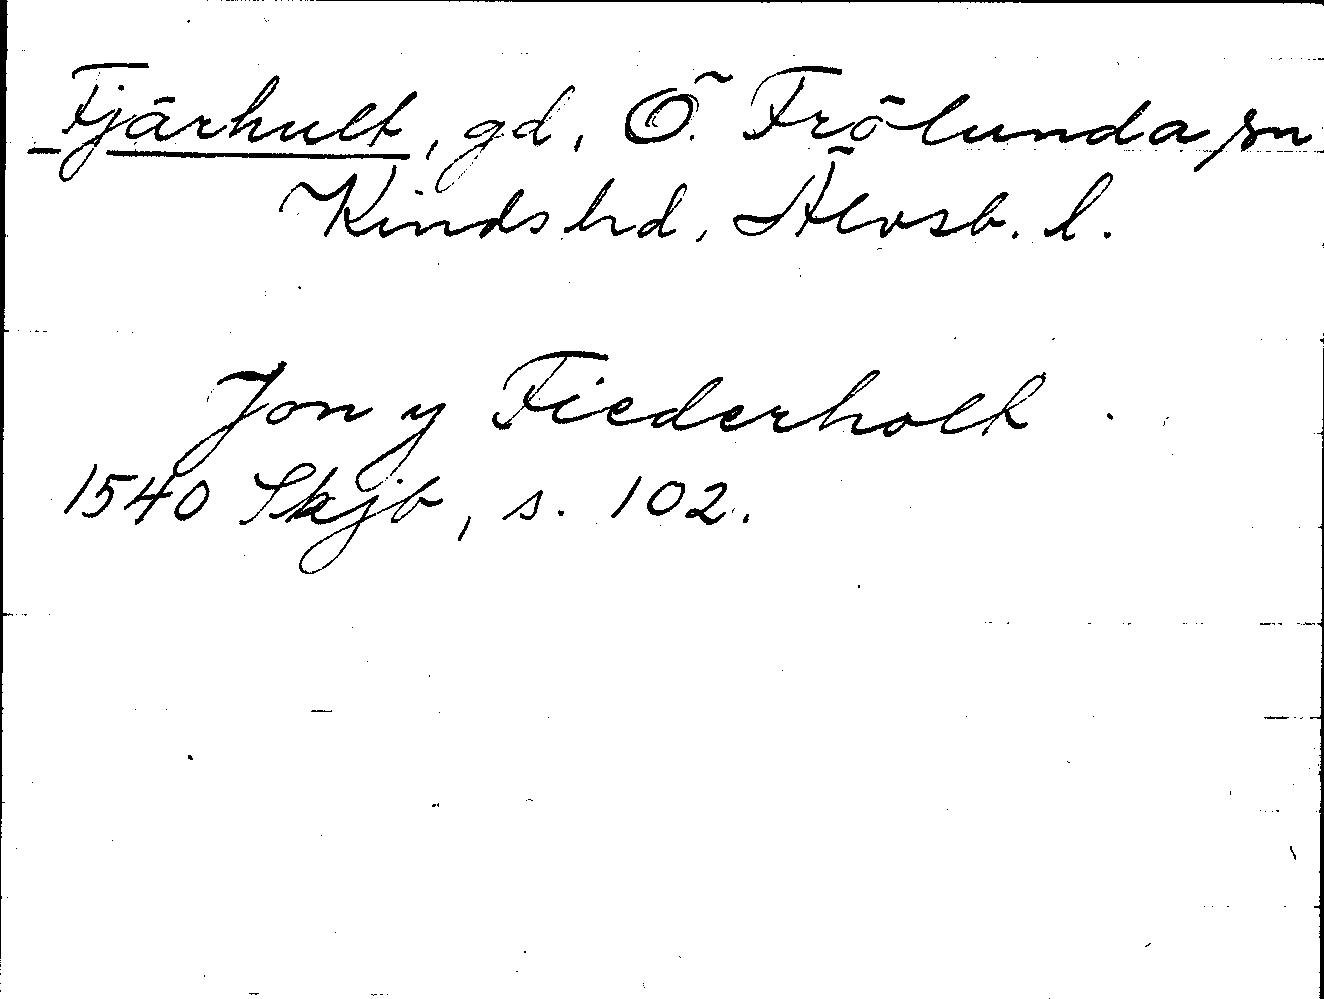 Fjärhult, gd, Ö. Frölunda sn
Kinds hd, Älvsb. l.
Jon y Fiederholt.
1540 Skjb, s. 102.